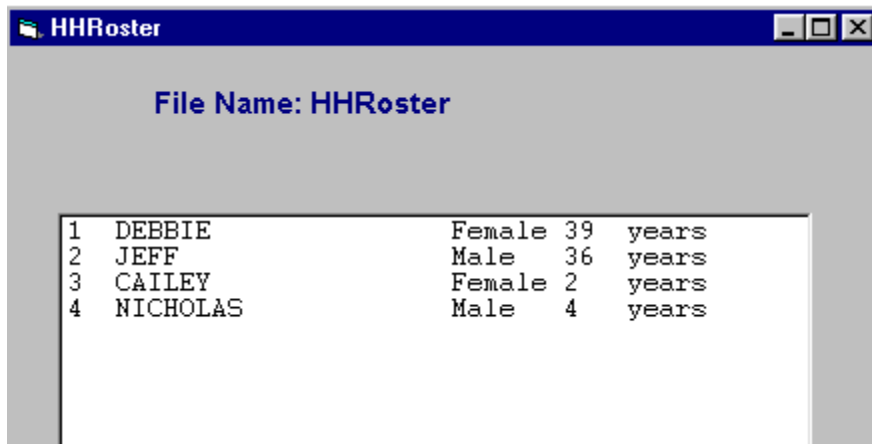 HHRoster
File Name: HHRoster
1 DEBBIE Female 39 years
2 JEFF Male 36 years
3 CAILEY Female 2 years
4 NICHOLAS Male 4 years